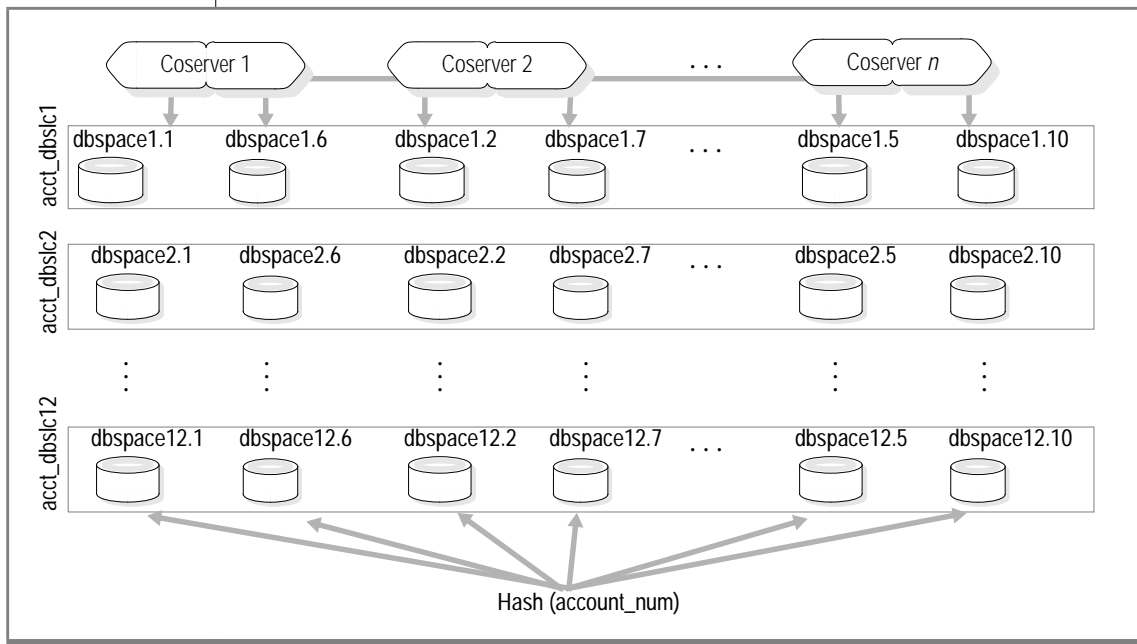 Coserver 1 Coserver 2 . . . Coserver n
acct_dbslc1
dbspace1.1 dbspace1.6 dbspace1.2 dbspace1.7 . . . dbspace1.5 dbspace1.10
acct_dbslc2
dbspace2.1 dbspace2.6 dbspace2.2 dbspace2.7 . . . dbspace2.5 dbspace2.10
acct_dbslc12
dbspace12.1 dbspace12.6 dbspace12.2 dbspace12.7 . . . dbspace12.5 dbspace12.10
Hash (account_num)